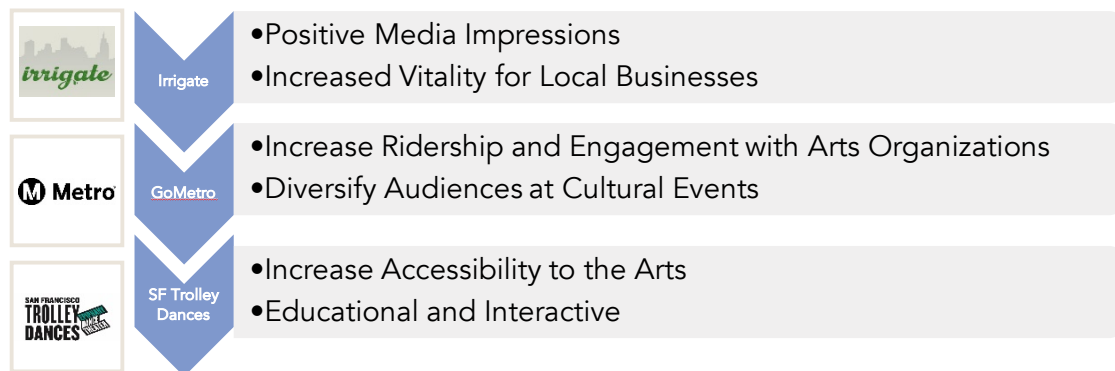 irrigate
Irrigate
•Positive Media Impressions
•Increased Vitality for Local Businesses
M Metro
GoMetro
•Increase Ridership and Engagement with Arts Organizations
•Diversify Audiences at Cultural Events
SAN FRANCISCO
TROLLEY
DANCES
SF Trolley
Dances
•Increase Accessibility to the Arts
•Educational and Interactive